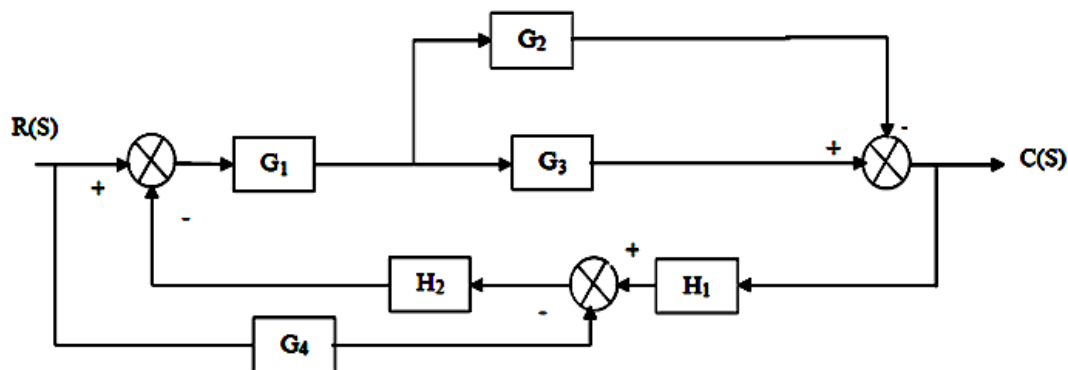 G₂
-
R(S)
+
G₁
G₃
+
C(S)
-
H₂
+
H₁
-
G₄